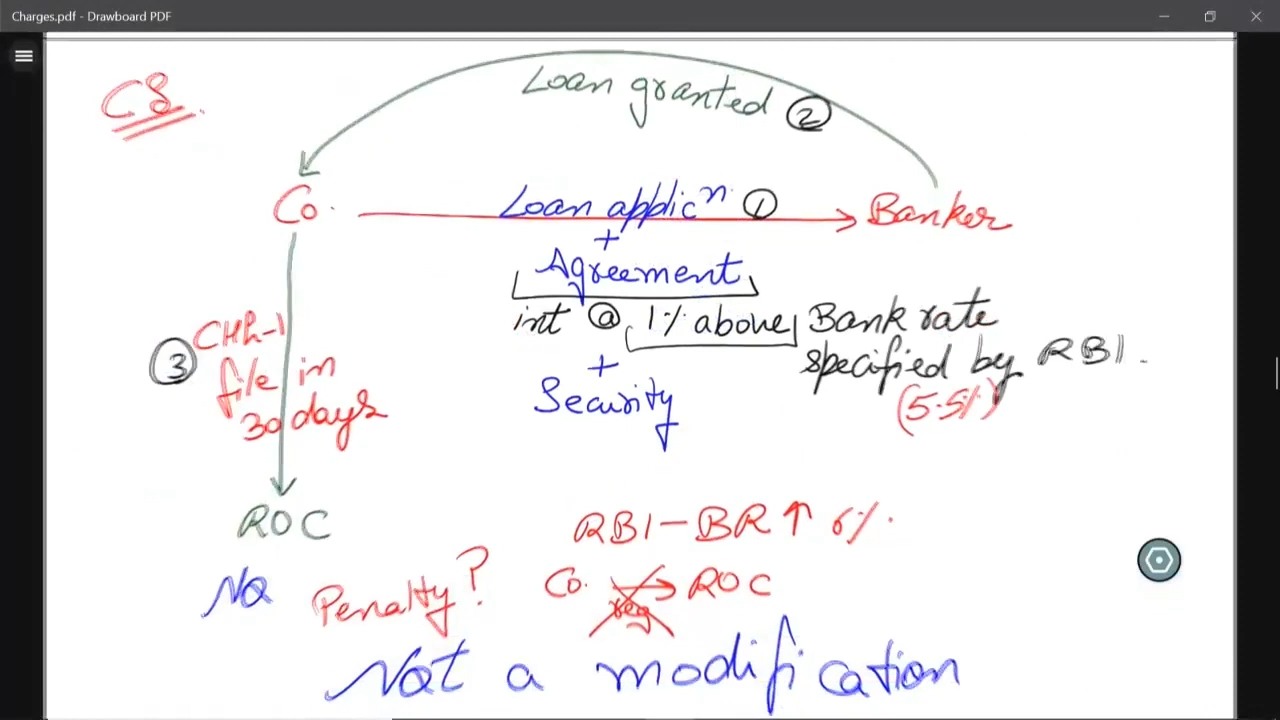 Charges.pdf - Drawboard PDF
CS.
Loan granted ②
Co.
Loan applicⁿ. ①
Banker
+
Agreement
int @ 1% above Bank rate
specified by RBI.
(5.5%)
+
Security
③ CHG-1
file in
30 days
ROC
RBI - BR ↑ 6%.
No Penalty?
Co. → ROC
reg
Not a modification